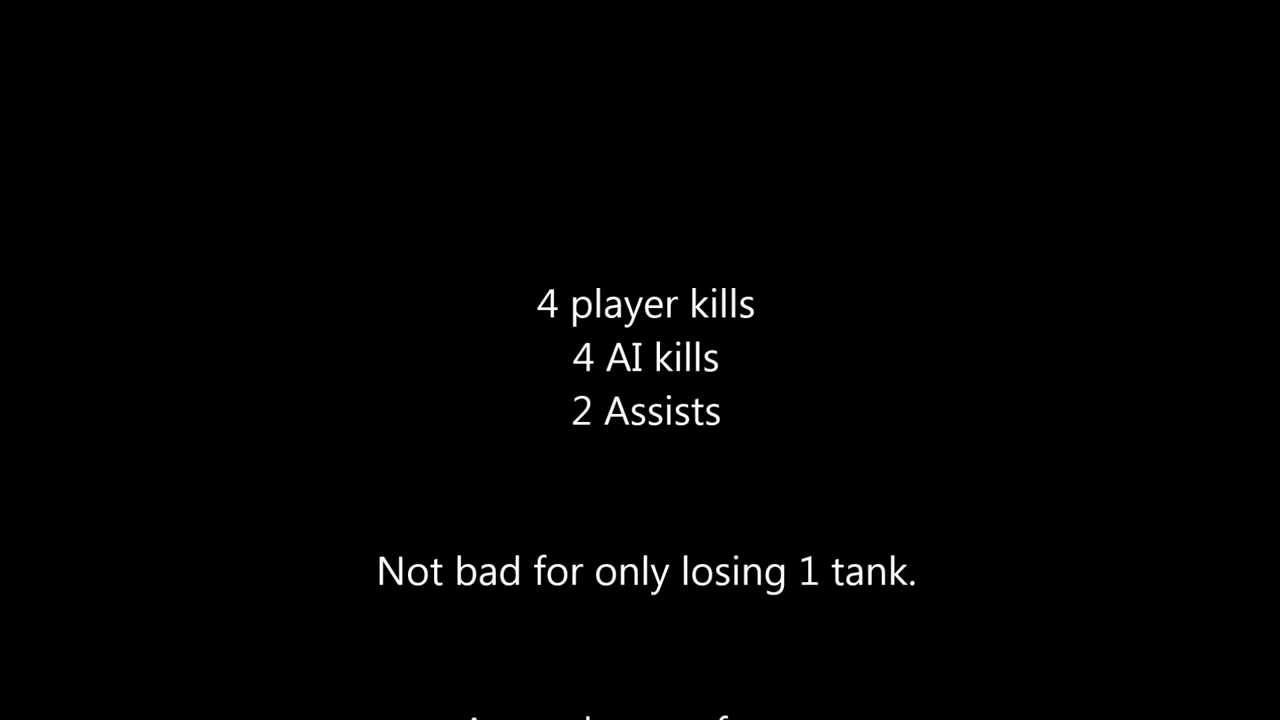 4 player kills
4 AI kills
2 Assists
Not bad for only losing 1 tank.